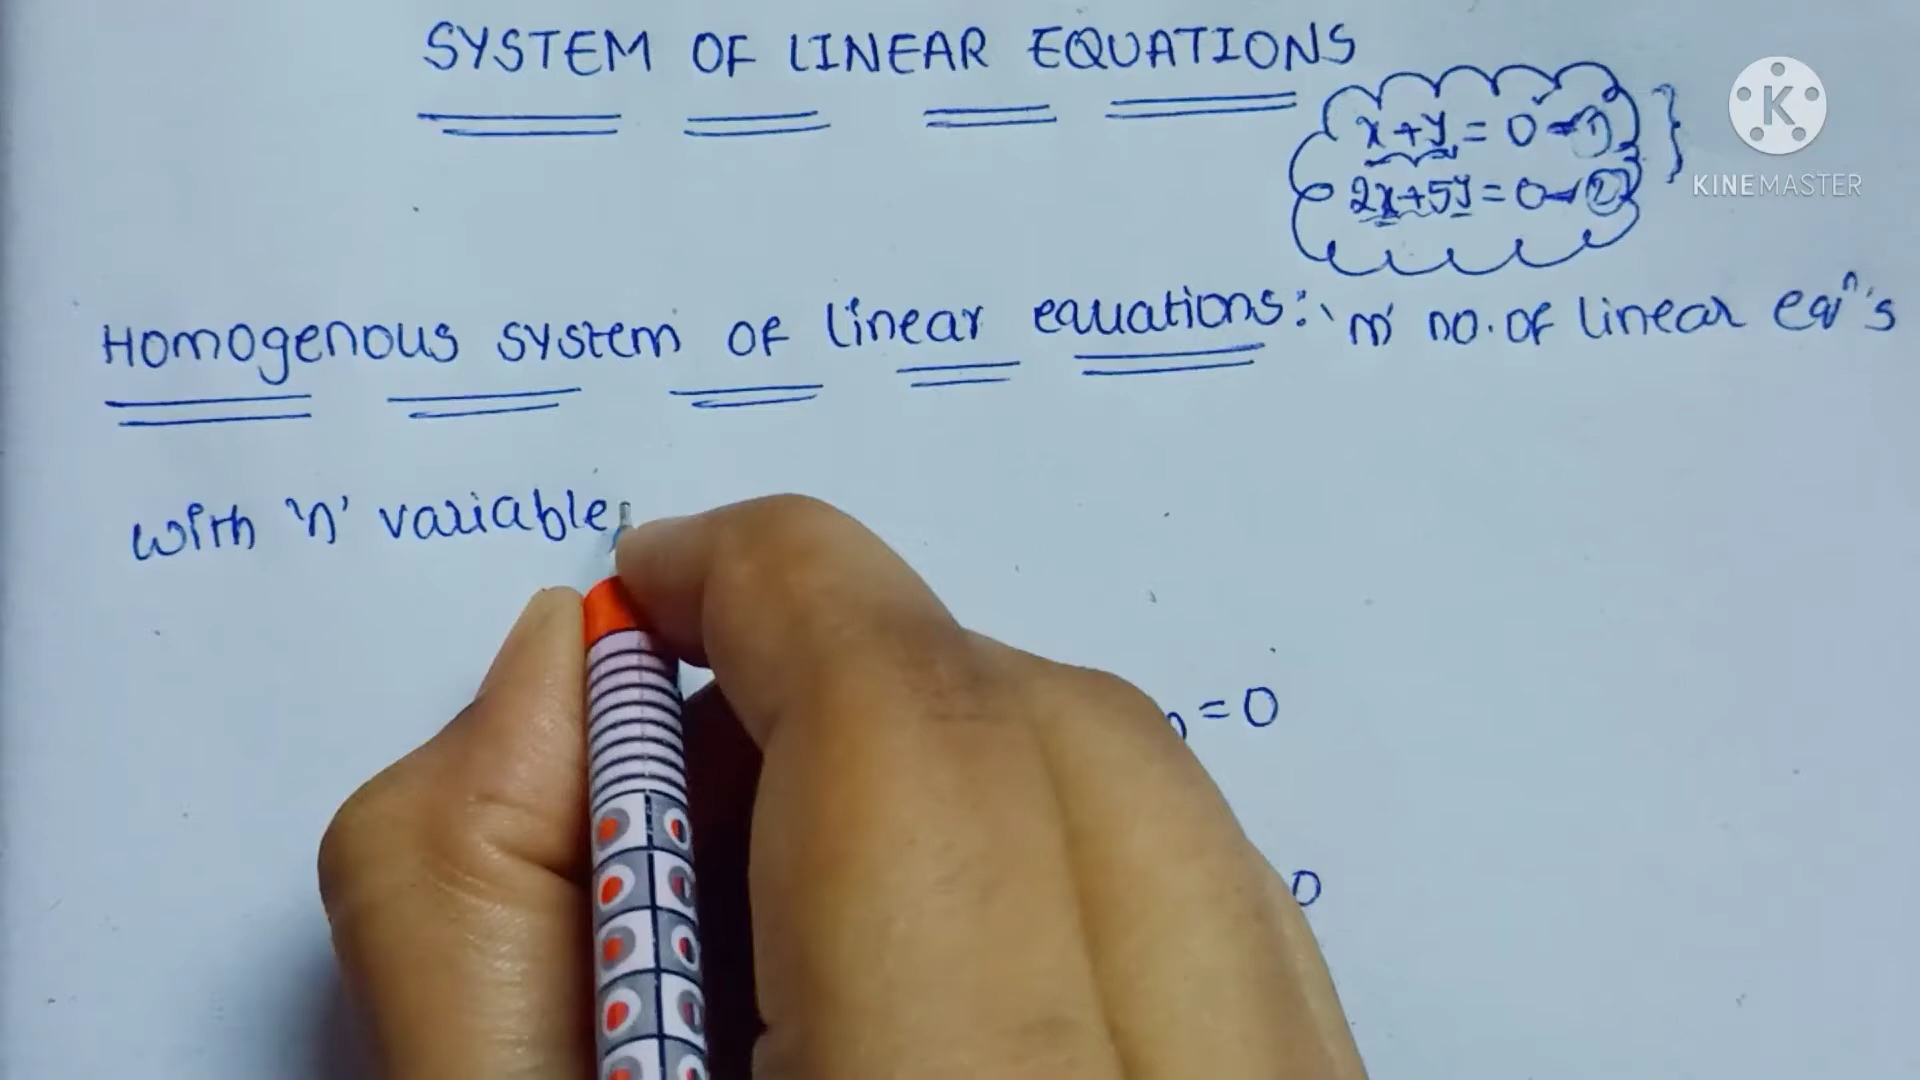 SYSTEM OF LINEAR EQUATIONS
x+y=0-①
2x+5y=0-②
KINEMASTER
Homogenous system of linear equations: 'm' no. of linear eqⁿ's
with 'n' variable
=0
0